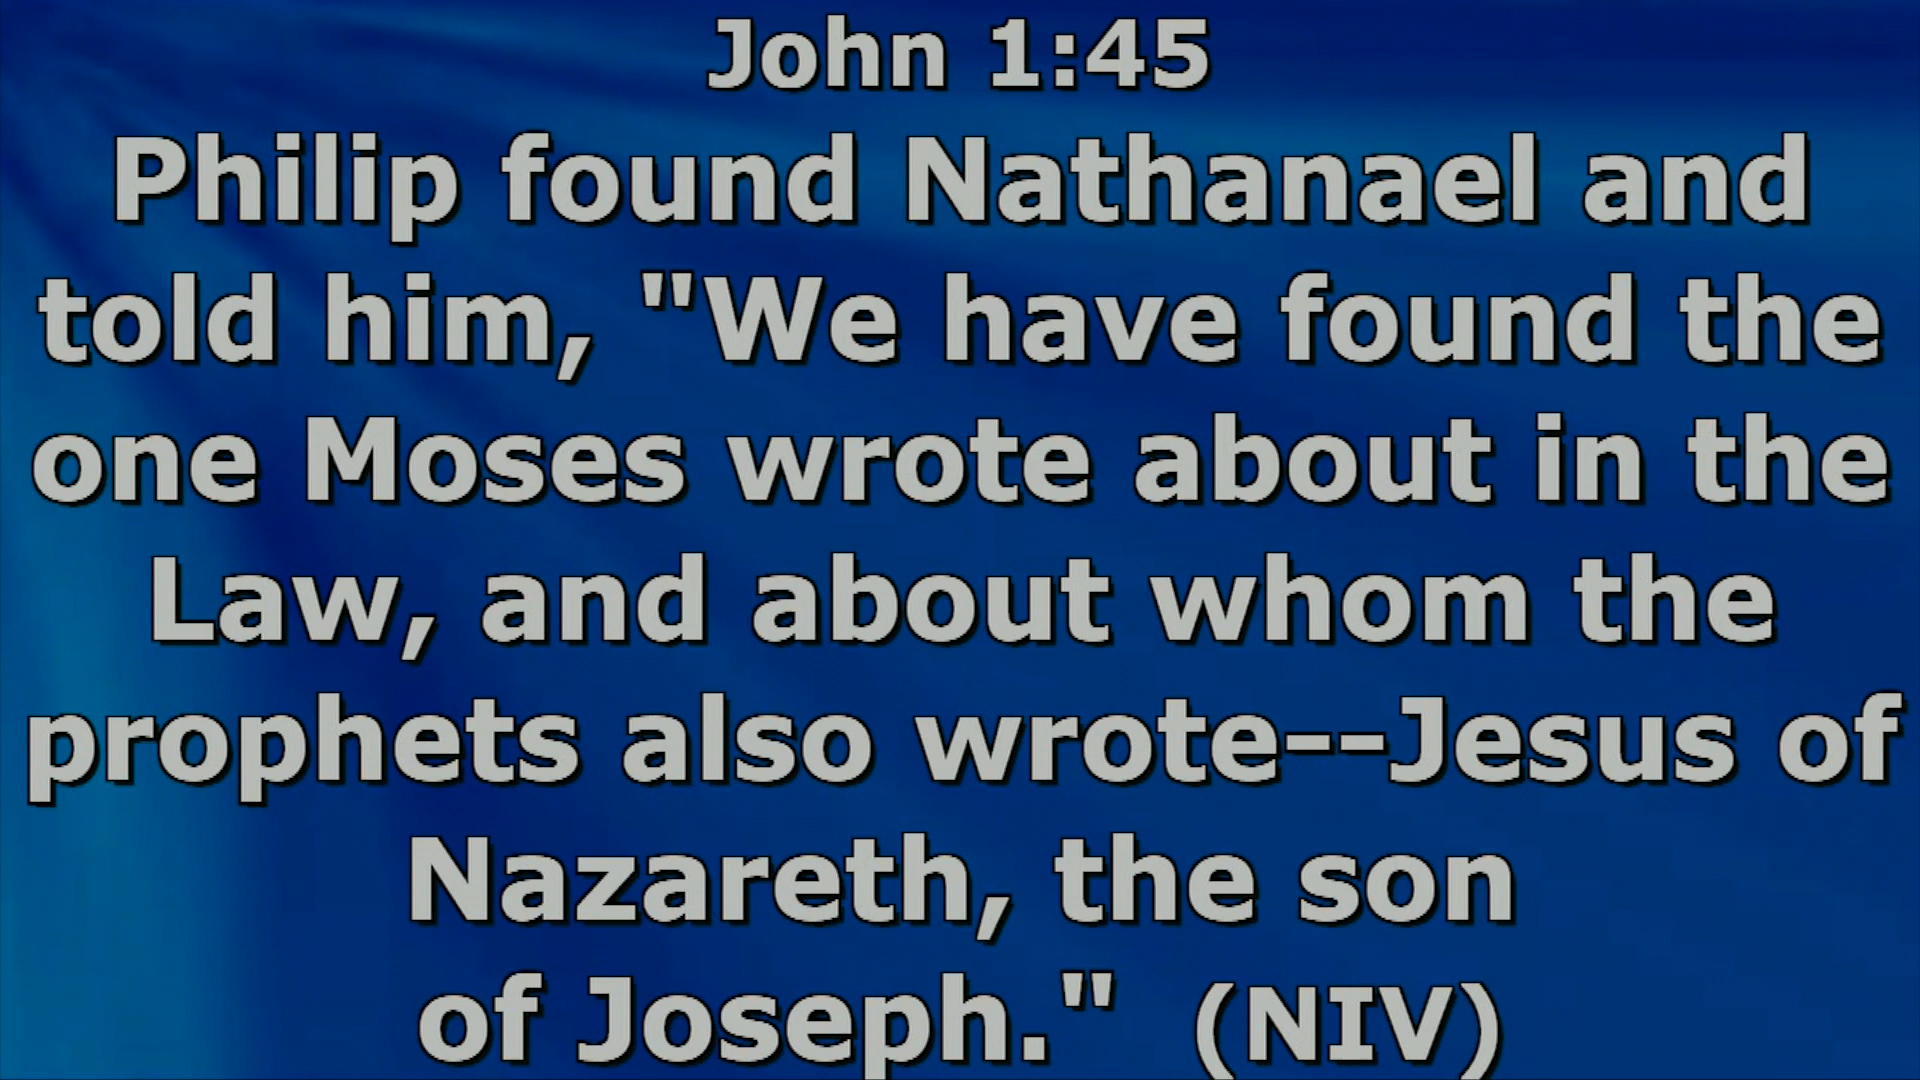 John 1:45
Philip found Nathanael and
told him, "We have found the
one Moses wrote about in the
Law, and about whom the
prophets also wrote--Jesus of
Nazareth, the son
of Joseph." (NIV)